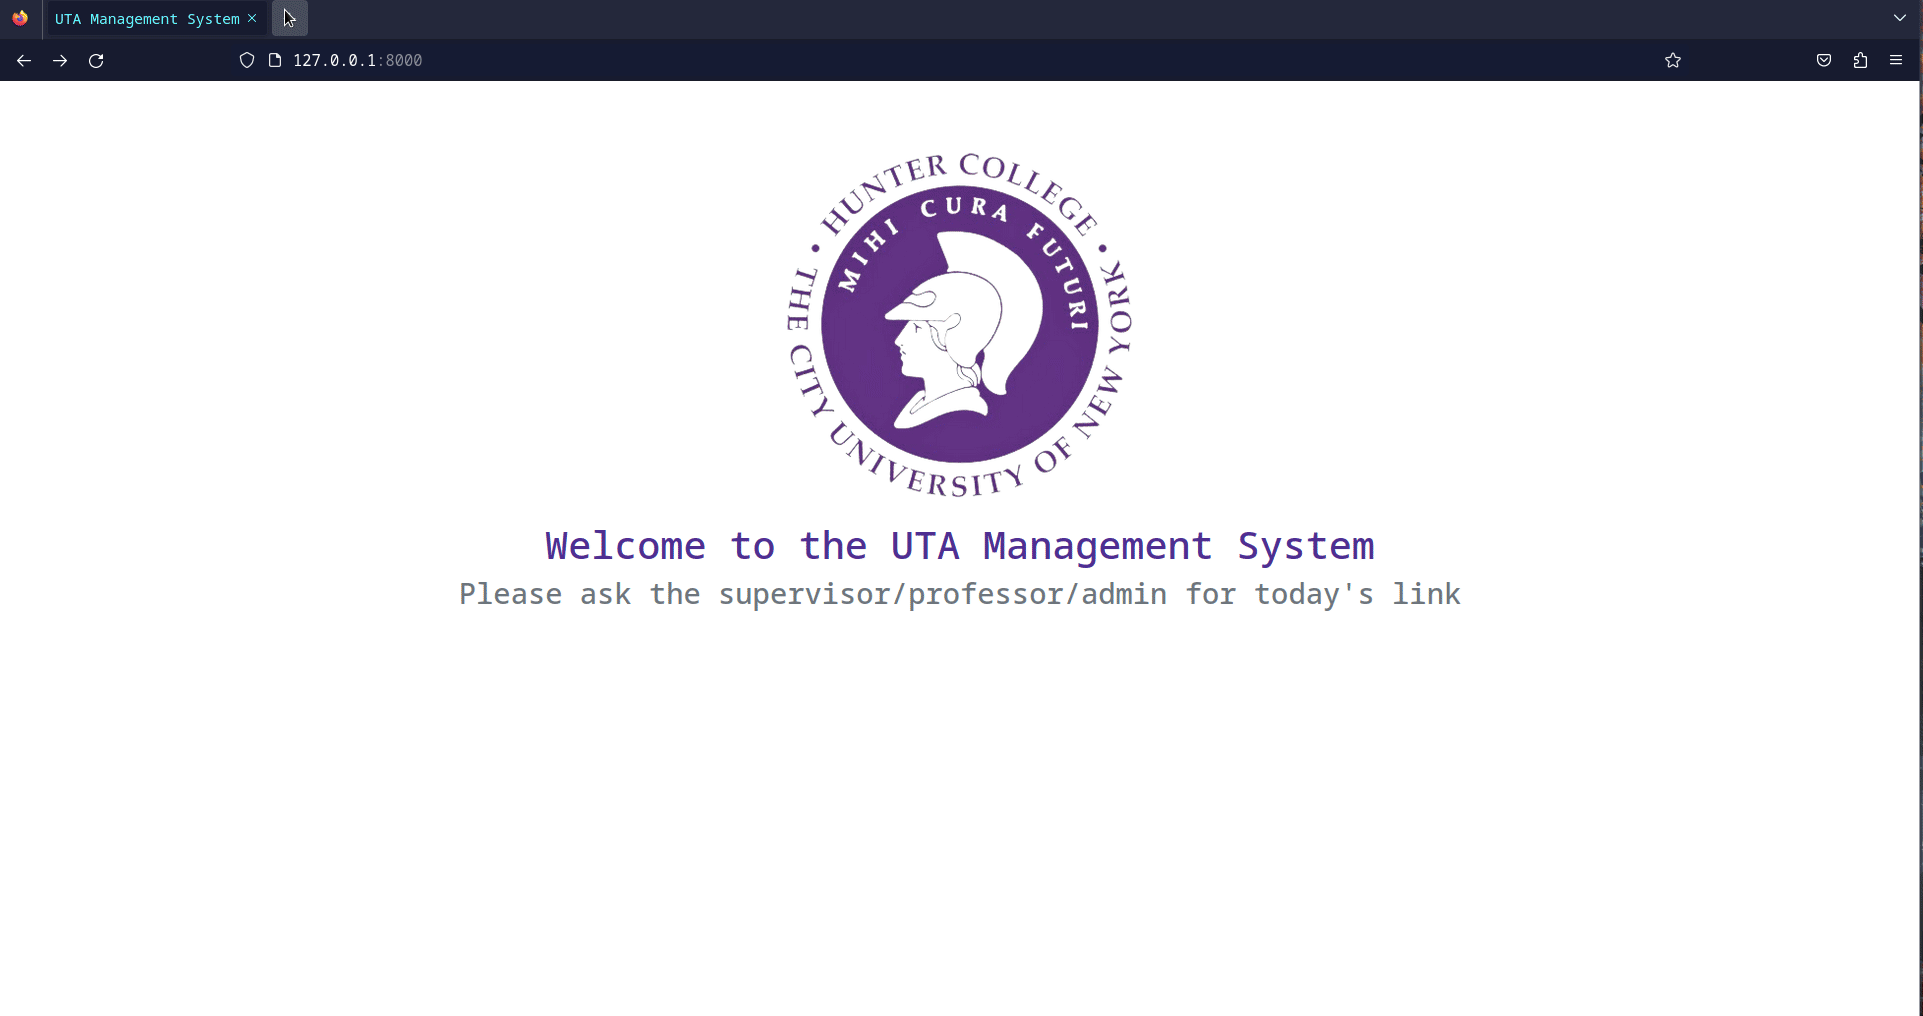 UTA Management System
127.0.0.1:8000
• HUNTER COLLEGE •
THE CITY UNIVERSITY OF NEW YORK
MIHI CURA FUTURI
Welcome to the UTA Management System
Please ask the supervisor/professor/admin for today's link